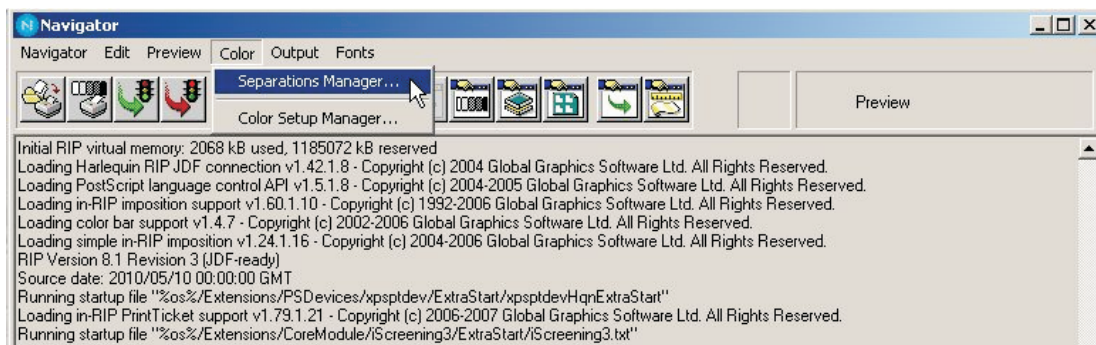 Navigator
Navigator Edit Preview Color Output Fonts
Separations Manager...
Color Setup Manager...
Preview
Initial RIP virtual memory: 2068 kB used, 1185072 kB reserved
Loading Harlequin RIP JDF connection v1.42.1.8 - Copyright (c) 2004 Global Graphics Software Ltd. All Rights Reserved.
Loading PostScript language control API v1.5.1.8 - Copyright (c) 2004-2005 Global Graphics Software Ltd. All Rights Reserved.
Loading in-RIP imposition support v1.60.1.10 - Copyright (c) 1992-2006 Global Graphics Software Ltd. All Rights Reserved.
Loading color bar support v1.4.7 - Copyright (c) 2002-2006 Global Graphics Software Ltd. All Rights Reserved.
Loading simple in-RIP imposition v1.24.1.16 - Copyright (c) 2004-2006 Global Graphics Software Ltd. All Rights Reserved.
RIP Version 8.1 Revision 3 (JDF-ready)
Source date: 2010/05/10 00:00:00 GMT
Running startup file "%os%/Extensions/PSDevices/xpsptdev/ExtraStart/xpsptdevHqnExtraStart"
Loading in-RIP PrintTicket support v1.79.1.21 - Copyright (c) 2006-2007 Global Graphics Software Ltd. All Rights Reserved.
Running startup file "%os%/Extensions/CoreModule/iScreening3/ExtraStart/iScreening3.txt"